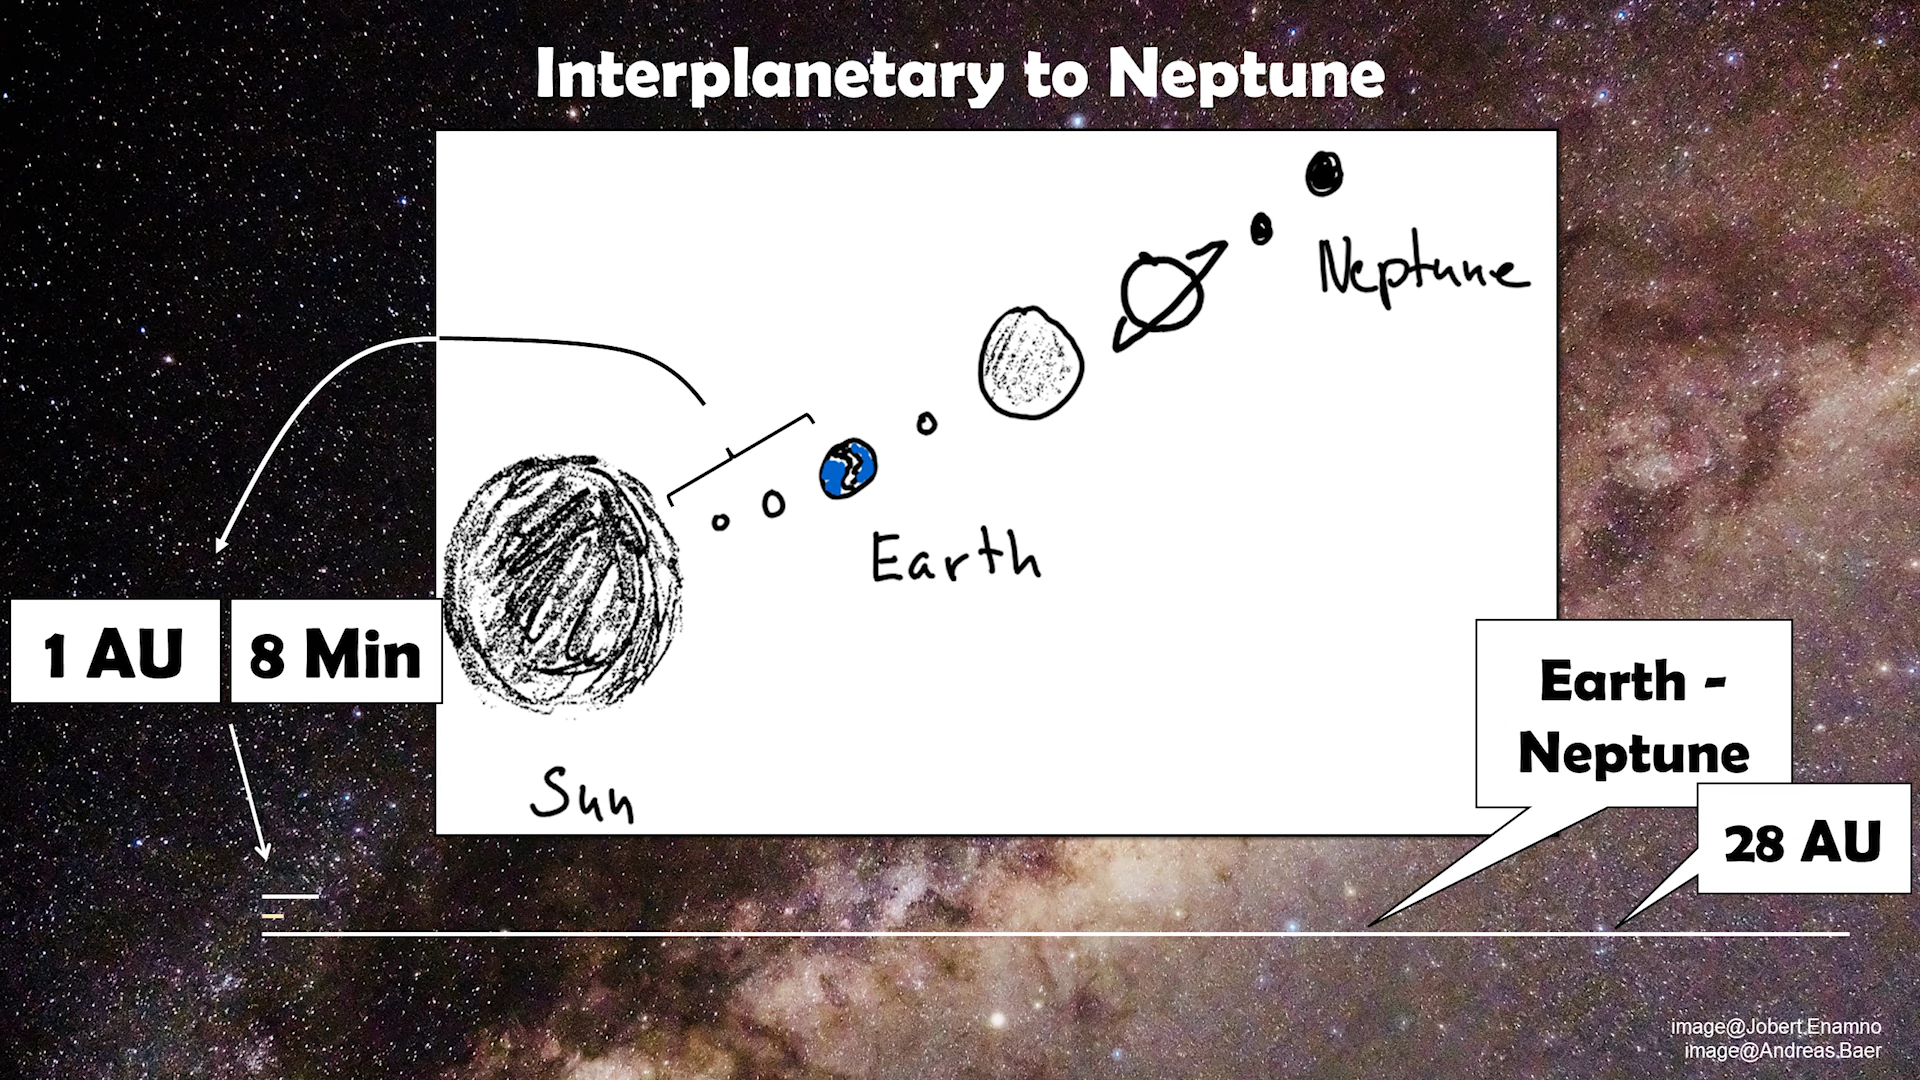 Interplanetary to Neptune
Neptune
Earth
Sun
1 AU
8 Min
Earth -
Neptune
28 AU
image@Jobert.Enamno
image@Andreas.Baer